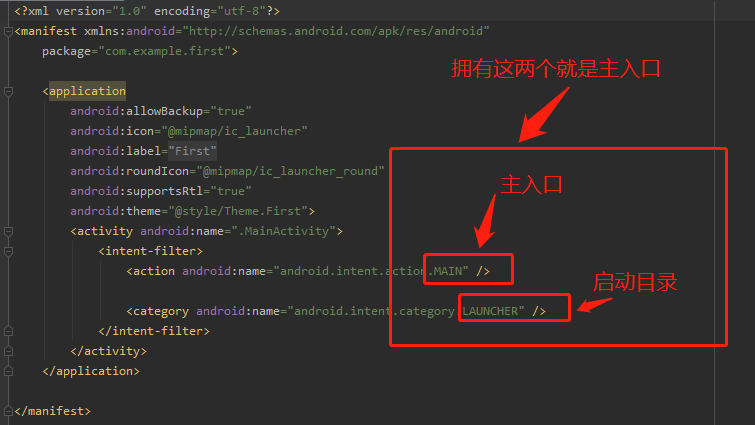 <?xml version="1.0" encoding="utf-8"?>
<manifest xmlns:android="http://schemas.android.com/apk/res/android"
package="com.example.first">
拥有这两个就是主入口
<application
android:allowBackup="true"
android:icon="@mipmap/ic_launcher"
android:label="First"
android:roundIcon="@mipmap/ic_launcher_round"
主入口
android:supportsRtl="true"
android:theme="@style/Theme.First">
<activity android:name=".MainActivity">
<intent-filter>
<action android:name="android.intent.action.MAIN" />
启动目录
<category android:name="android.intent.category.LAUNCHER" />
</intent-filter>
</activity>
</application>
</manifest>